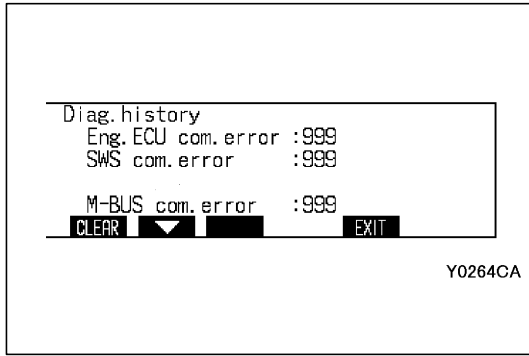 Diag.history
Eng.ECU com.error :999
SWS com.error :999
M-BUS com.error :999
CLEAR EXIT
Y0264CA